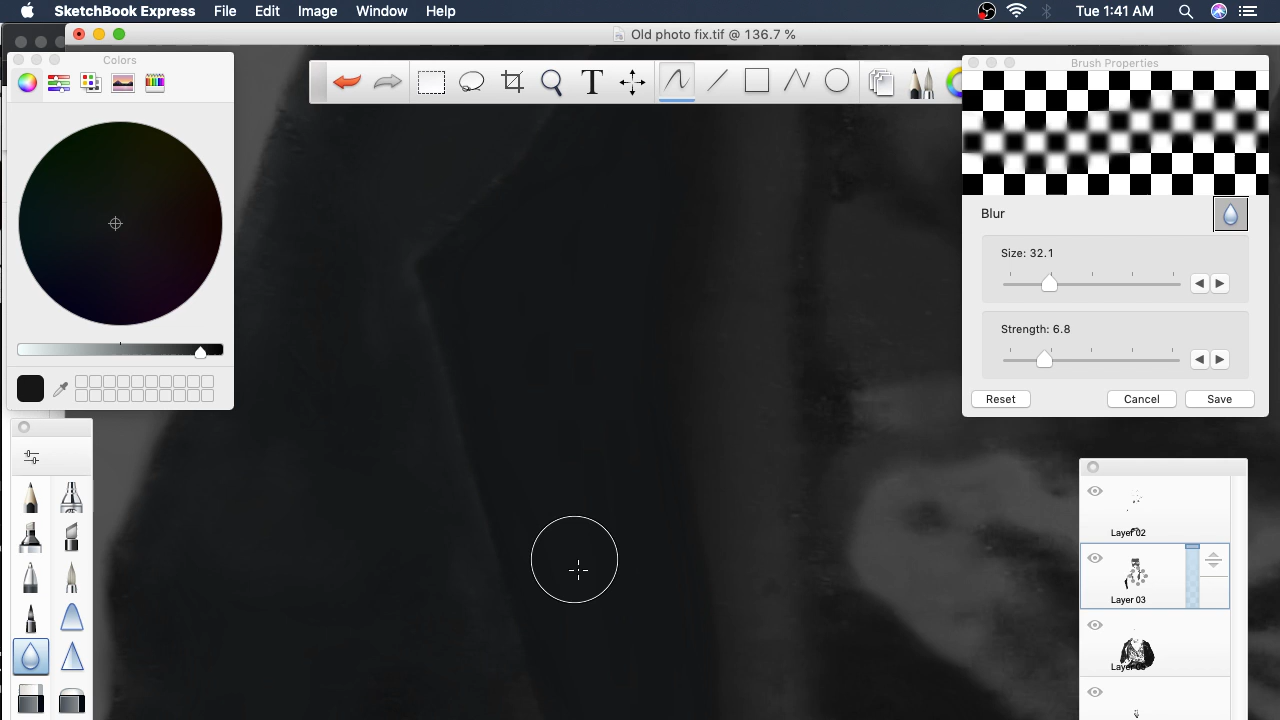 SketchBook Express File Edit Image Window Help Tue 1:41 AM
Old photo fix.tif @ 136.7 %
Colors
T
Brush Properties
Blur
Size: 32.1
Strength: 6.8
Reset Cancel Save
Layer 02
Layer 03